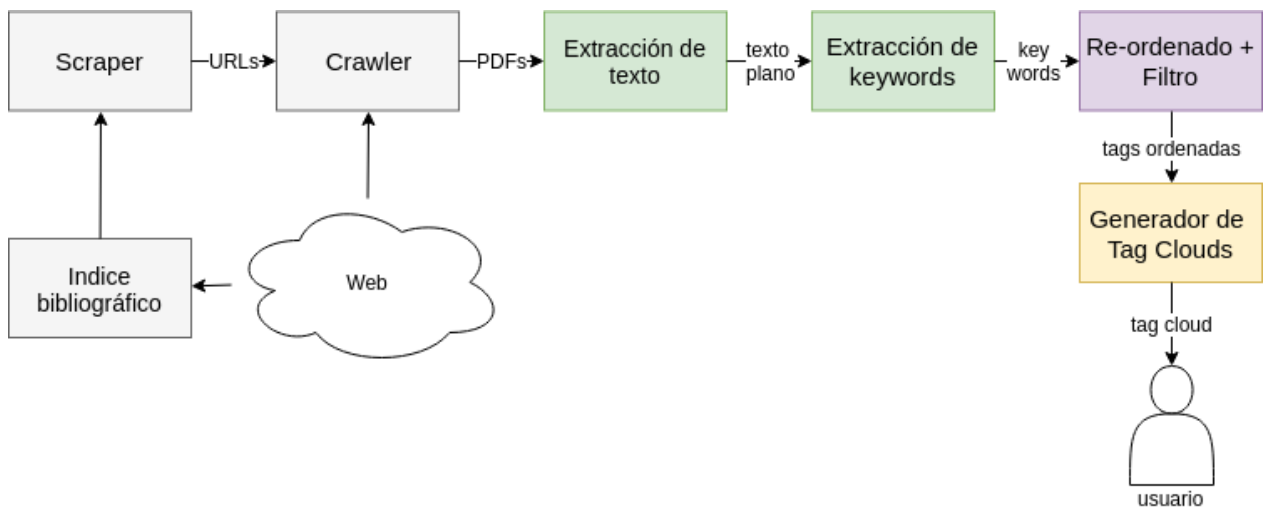 Scraper
URLs
Crawler
PDFs
Extracción de
texto
texto
plano
Extracción de
keywords
key
words
Re-ordenado +
Filtro
tags ordenadas
Generador de
Tag Clouds
Indice
bibliográfico
Web
tag cloud
usuario